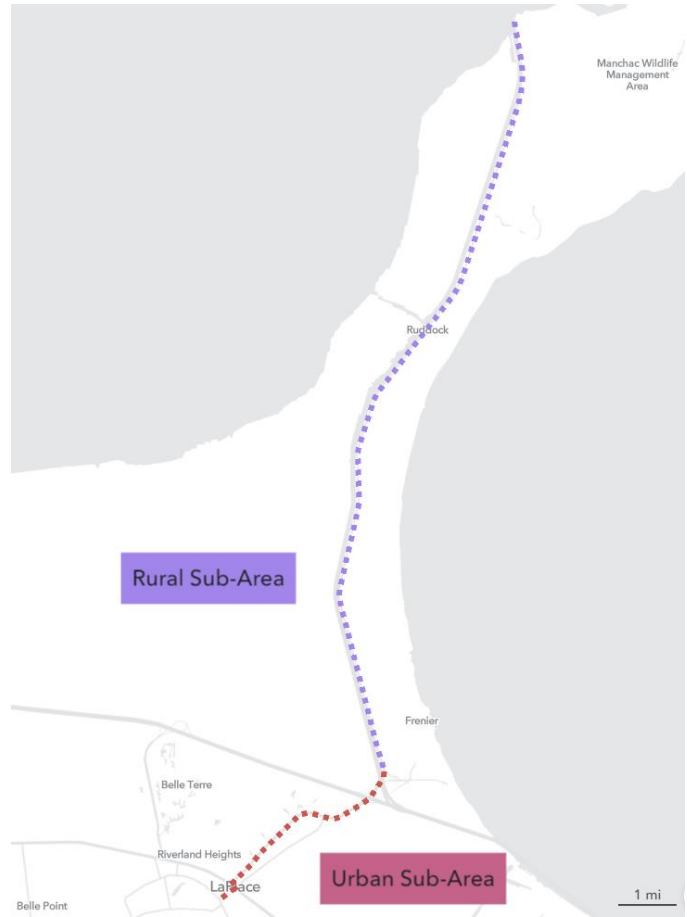 Manchac Wildlife
Management
Area
Ruddock
Rural Sub-Area
Frenier
Belle Terre
Riverland Heights
LaPlace
Urban Sub-Area
Belle Point
1 mi